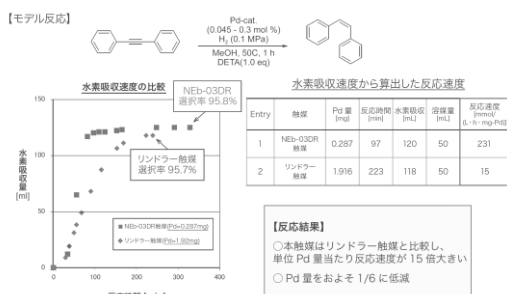 【モデル反応】
Pd-cat.
(0.045 - 0.3 mol %)
H₂ (0.1 MPa)
MeOH, 50C, 1 h
DETA(1.0 eq)
水素吸収速度の比較
NEb-03DR
選択率 95.8%
リンドラー触媒
選択率 95.7%
水素吸収量[ml]
150
100
50
0
0 100 200 300 400
■ NEb-03DR触媒(Pd=0.287mg)
◆ リンドラー触媒(Pd=1.92mg)
水素吸収速度から算出した反応速度
Entry 触媒 Pd 量 [mg] 反応時間 [min] 水素吸収 [mL] 溶媒量 [mL] 反応速度 [mmol/(L・h・mg-Pd)]
1 NEb-03DR 触媒 0.287 97 120 50 231
2 リンドラー 触媒 1.916 223 118 50 15
【反応結果】
○本触媒はリンドラー触媒と比較し、
単位 Pd 量当たり反応速度が 15 倍大きい
○ Pd 量をおよそ 1/6 に低減